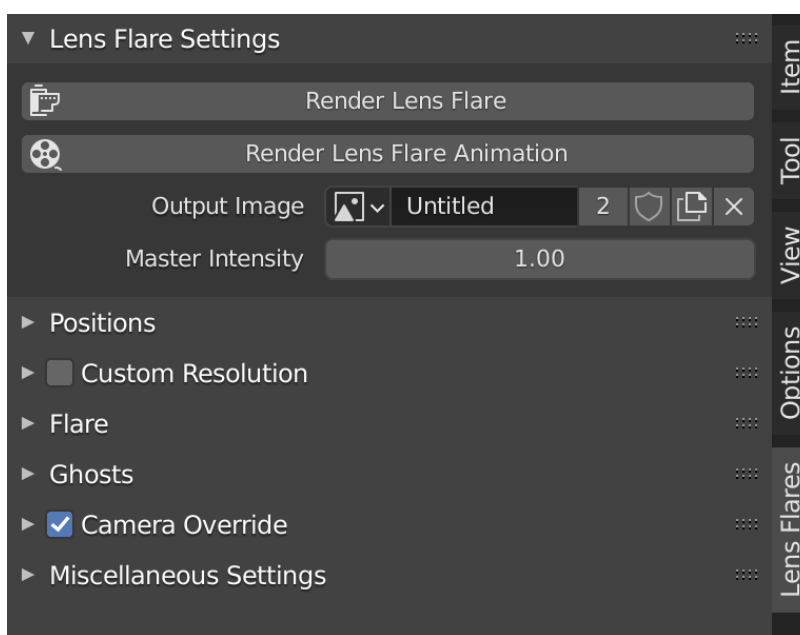 Lens Flare Settings
Render Lens Flare
Render Lens Flare Animation
Output Image Untitled 2
Master Intensity 1.00
Positions
Custom Resolution
Flare
Ghosts
Camera Override
Miscellaneous Settings
Item
Tool
View
Options
Lens Flares